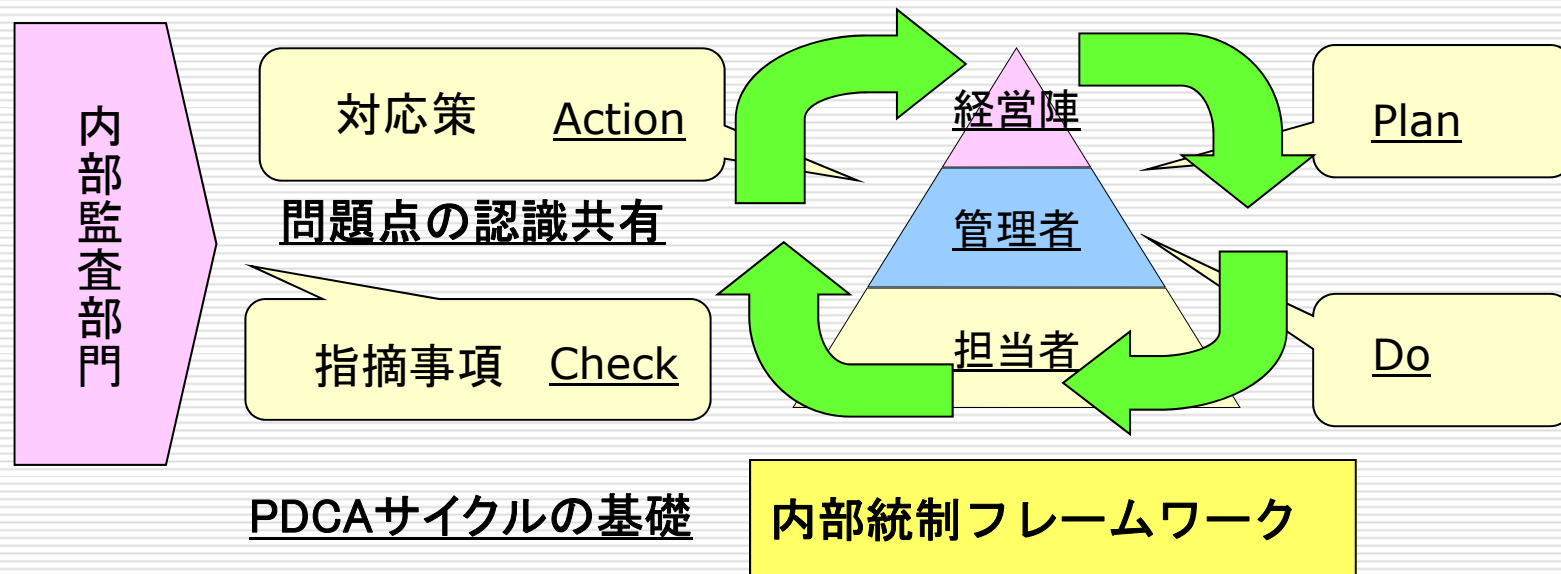 内部監査部門
対応策 Action
問題点の認識共有
指摘事項 Check
経営陣
管理者
担当者
Plan
Do
PDCAサイクルの基礎
内部統制フレームワーク